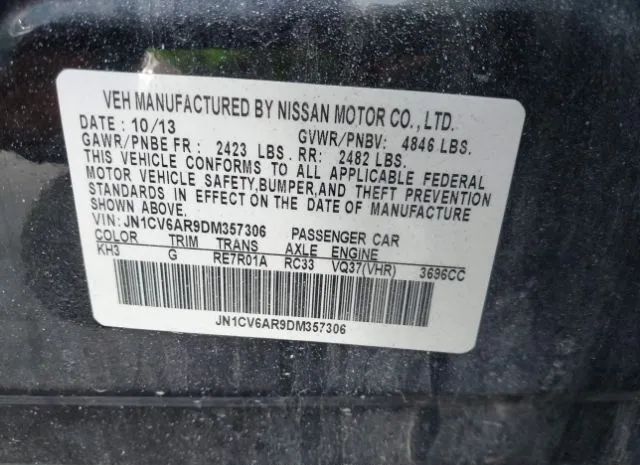 VEH MANUFACTURED BY NISSAN MOTOR CO., LTD.
DATE : 10/13 GVWR/PNBV: 4846 LBS.
GAWR/PNBE FR : 2423 LBS. RR: 2482 LBS.
THIS VEHICLE CONFORMS TO ALL APPLICABLE FEDERAL
MOTOR VEHICLE SAFETY,BUMPER,AND THEFT PREVENTION
STANDARDS IN EFFECT ON THE DATE OF MANUFACTURE
SHOWN ABOVE.
VIN: JN1CV6AR9DM357306 PASSENGER CAR
COLOR TRIM TRANS AXLE ENGINE
KH3 G RE7R01A RC33 VQ37(VHR) 3696CC
JN1CV6AR9DM357306